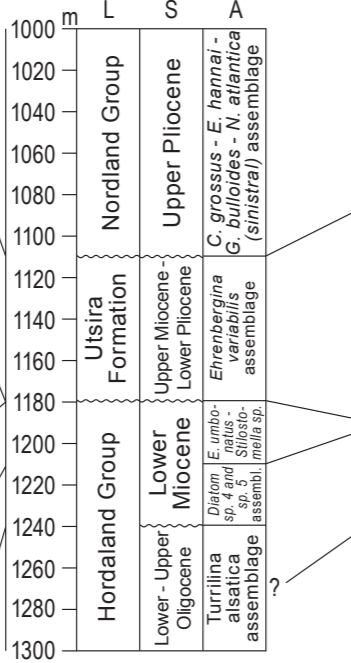 m L S A
1000
1020
1040
1060
1080
1100
1120
1140
1160
1180
1200
1220
1240
1260
1280
1300
Nordland Group
Utsira
Formation
Hordaland Group
Upper Pliocene
Upper Miocene -
Lower Pliocene
Lower
Miocene
Lower - Upper
Oligocene
C. grossus - E. hannai -
G. bulloides - N. atlantica
(sinistral) assemblage
Ehrenbergina
variabilis
assemblage
E. umbo-
natus -
Stilosto-
mella sp.
Diatom
sp. 4 and
sp. 5
assembl.
Turrilina
alsatica
assemblage
?